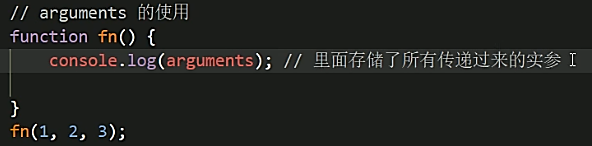 // arguments 的使用
function fn() {
    console.log(arguments); // 里面存储了所有传递过来的实参

}
fn(1, 2, 3);